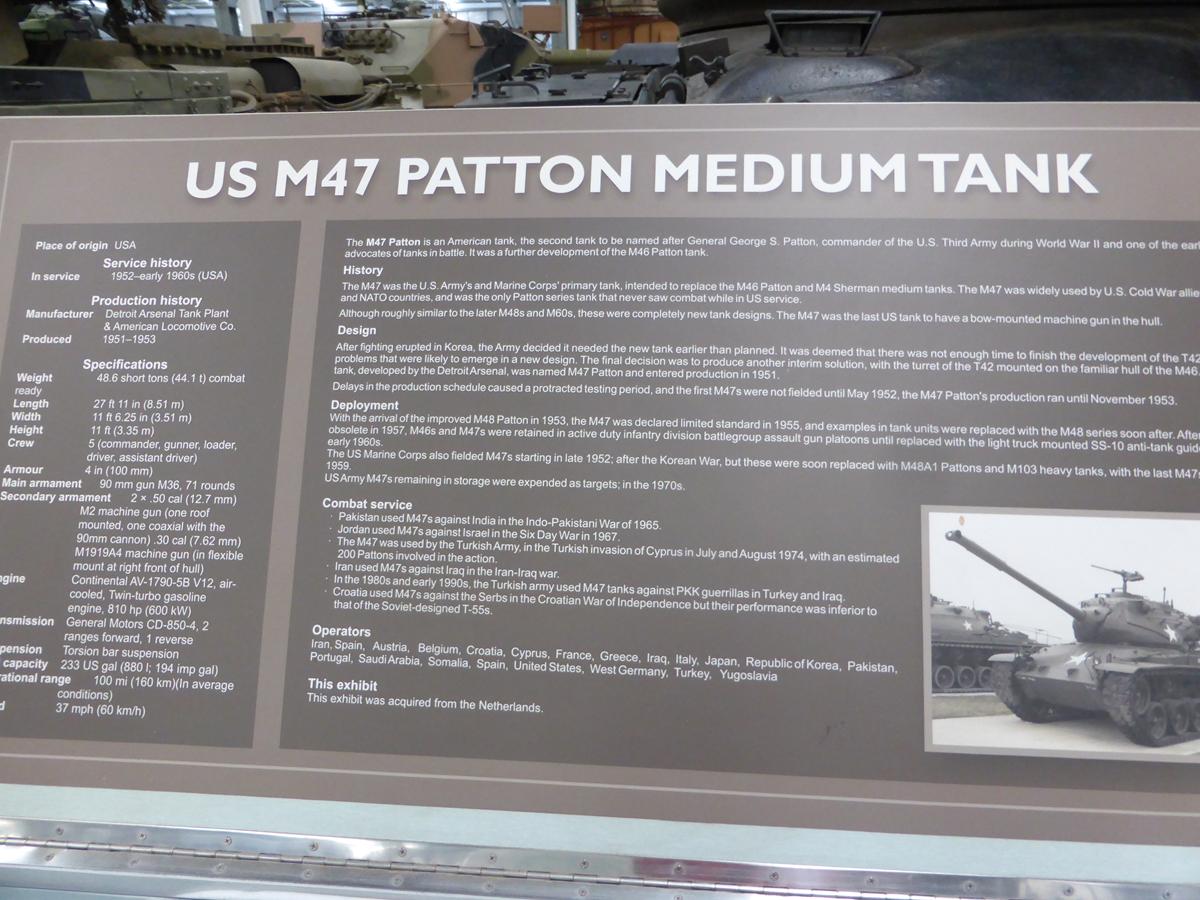 US M47 PATTON MEDIUM TANK
Place of origin USA
Service history
In service 1952–early 1960s (USA)
Production history
Manufacturer Detroit Arsenal Tank Plant
& American Locomotive Co.
Produced 1951–1953
Specifications
Weight 48.6 short tons (44.1 t) combat
ready
Length 27 ft 11 in (8.51 m)
Width 11 ft 6.25 in (3.51 m)
Height 11 ft (3.35 m)
Crew 5 (commander, gunner, loader,
driver, assistant driver)
Armour 4 in (100 mm)
Main armament 90 mm gun M36, 71 rounds
Secondary armament 2 × .50 cal (12.7 mm)
M2 machine gun (one roof
mounted, one coaxial with the
90mm cannon) .30 cal (7.62 mm)
M1919A4 machine gun (in flexible
mount at right front of hull)
ngine Continental AV-1790-5B V12, air-
cooled, Twin-turbo gasoline
engine, 810 hp (600 kW)
nsmission General Motors CD-850-4, 2
ranges forward, 1 reverse
pension Torsion bar suspension
capacity 233 US gal (880 l; 194 imp gal)
rational range 100 mi (160 km)(In average
conditions)
d 37 mph (60 km/h)
The M47 Patton is an American tank, the second tank to be named after General George S. Patton, commander of the U.S. Third Army during World War II and one of the earl
advocates of tanks in battle. It was a further development of the M46 Patton tank.
History
The M47 was the U.S. Army's and Marine Corps' primary tank, intended to replace the M46 Patton and M4 Sherman medium tanks. The M47 was widely used by U.S. Cold War allie
and NATO countries, and was the only Patton series tank that never saw combat while in US service.
Although roughly similar to the later M48s and M60s, these were completely new tank designs. The M47 was the last US tank to have a bow-mounted machine gun in the hull.
Design
After fighting erupted in Korea, the Army decided it needed the new tank earlier than planned. It was deemed that there was not enough time to finish the development of the T42
problems that were likely to emerge in a new design. The final decision was to produce another interim solution, with the turret of the T42 mounted on the familiar hull of the M46.
tank, developed by the Detroit Arsenal, was named M47 Patton and entered production in 1951.
Delays in the production schedule caused a protracted testing period, and the first M47s were not fielded until May 1952, the M47 Patton's production ran until November 1953.
Deployment
With the arrival of the improved M48 Patton in 1953, the M47 was declared limited standard in 1955, and examples in tank units were replaced with the M48 series soon after. After
obsolete in 1957, M46s and M47s were retained in active duty infantry division battlegroup assault gun platoons until replaced with the light truck mounted SS-10 anti-tank guide
early 1960s.
The US Marine Corps also fielded M47s starting in late 1952; after the Korean War, but these were soon replaced with M48A1 Pattons and M103 heavy tanks, with the last M47s
1959.
US Army M47s remaining in storage were expended as targets; in the 1970s.
Combat service
· Pakistan used M47s against India in the Indo-Pakistani War of 1965.
· Jordan used M47s against Israel in the Six Day War in 1967.
· The M47 was used by the Turkish Army, in the Turkish invasion of Cyprus in July and August 1974, with an estimated
200 Pattons involved in the action.
· Iran used M47s against Iraq in the Iran-Iraq war.
· In the 1980s and early 1990s, the Turkish army used M47 tanks against PKK guerrillas in Turkey and Iraq.
· Croatia used M47s against the Serbs in the Croatian War of Independence but their performance was inferior to
that of the Soviet-designed T-55s.
Operators
Iran, Spain, Austria, Belgium, Croatia, Cyprus, France, Greece, Iraq, Italy, Japan, Republic of Korea, Pakistan,
Portugal, Saudi Arabia, Somalia, Spain, United States, West Germany, Turkey, Yugoslavia
This exhibit
This exhibit was acquired from the Netherlands.